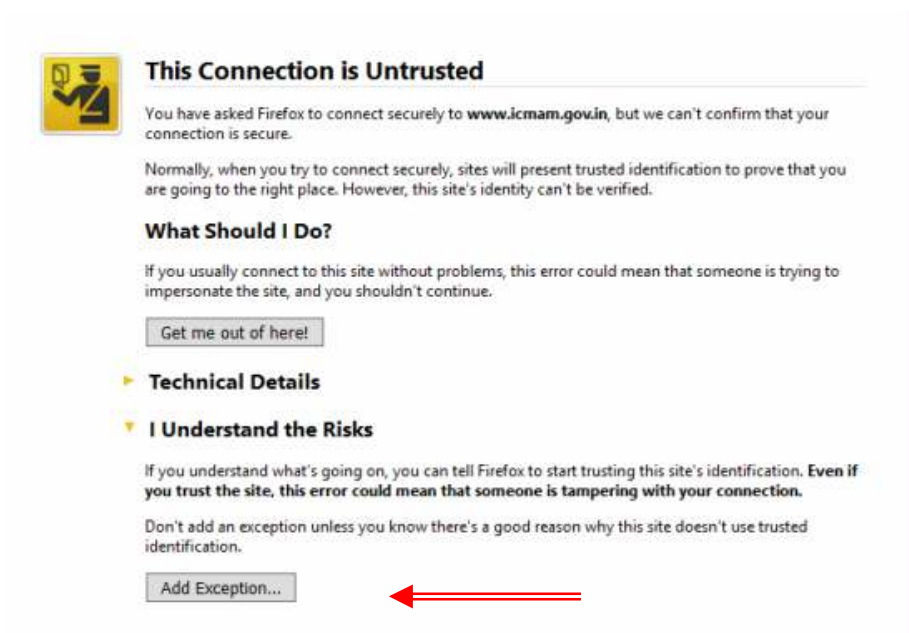 This Connection is Untrusted
You have asked Firefox to connect securely to www.icmam.gov.in, but we can't confirm that your
connection is secure.
Normally, when you try to connect securely, sites will present trusted identification to prove that you
are going to the right place. However, this site's identity can't be verified.
What Should I Do?
If you usually connect to this site without problems, this error could mean that someone is trying to
impersonate the site, and you shouldn't continue.
Get me out of here!
Technical Details
I Understand the Risks
If you understand what's going on, you can tell Firefox to start trusting this site's identification. Even if
you trust the site, this error could mean that someone is tampering with your connection.
Don't add an exception unless you know there's a good reason why this site doesn't use trusted
identification.
Add Exception...